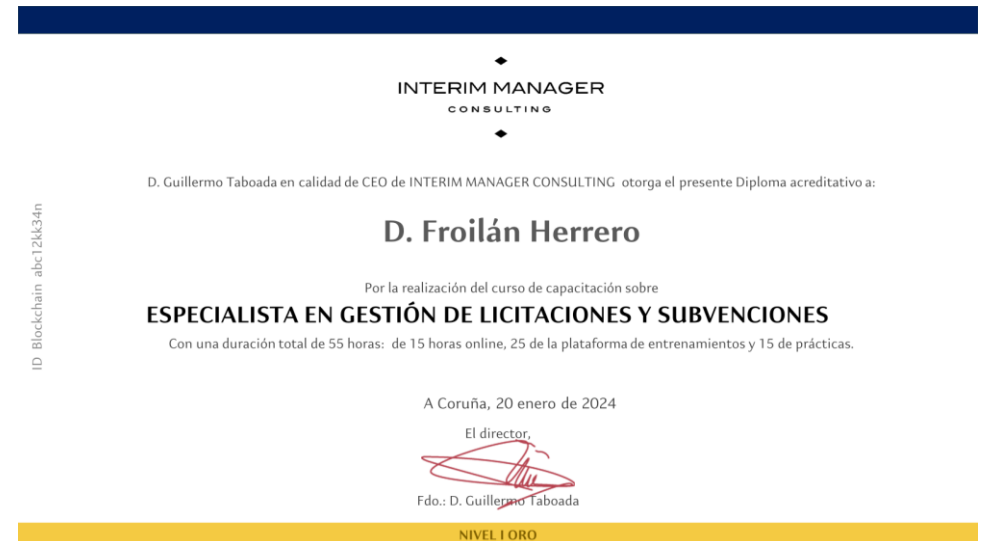 INTERIM MANAGER
CONSULTING
D. Guillermo Taboada en calidad de CEO de INTERIM MANAGER CONSULTING otorga el presente Diploma acreditativo a:
D. Froilán Herrero
Por la realización del curso de capacitación sobre
ESPECIALISTA EN GESTIÓN DE LICITACIONES Y SUBVENCIONES
Con una duración total de 55 horas: de 15 horas online, 25 de la plataforma de entrenamientos y 15 de prácticas.
A Coruña, 20 enero de 2024
El director,
Fdo.: D. Guillermo Taboada
NIVEL I ORO
ID Blockchain abc12kk34n